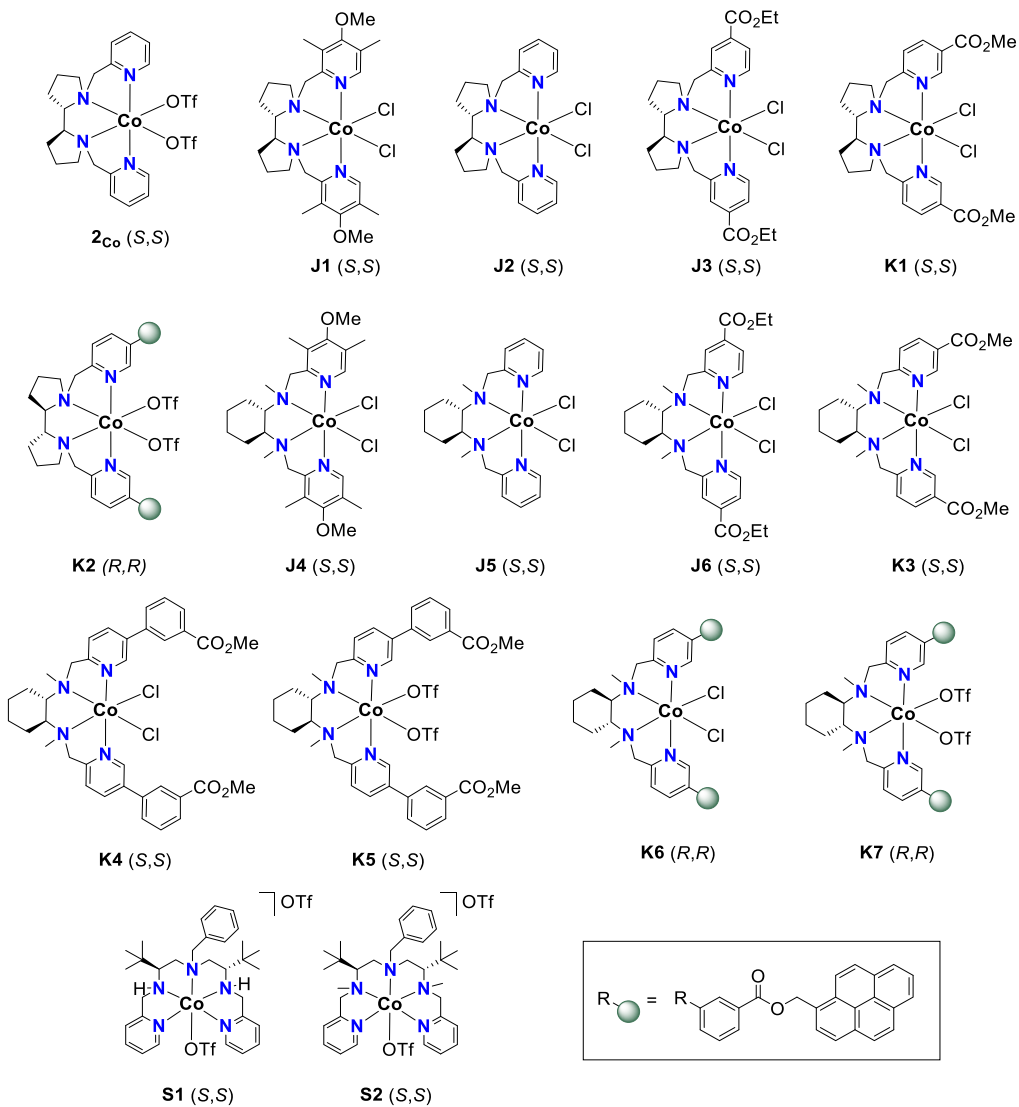 N
N
N
N
Co
OTf
OTf
2Co (S,S)
OMe
N
N
N
N
Co
Cl
Cl
OMe
J1 (S,S)
N
N
N
N
Co
Cl
Cl
J2 (S,S)
CO2Et
N
N
N
N
Co
Cl
Cl
CO2Et
J3 (S,S)
CO2Me
N
N
N
N
Co
Cl
Cl
CO2Me
K1 (S,S)
N
N
N
N
Co
OTf
OTf
K2 (R,R)
OMe
N
N
N
N
Co
Cl
Cl
OMe
J4 (S,S)
N
N
N
N
Co
Cl
Cl
J5 (S,S)
CO2Et
N
N
N
N
Co
Cl
Cl
CO2Et
J6 (S,S)
CO2Me
N
N
N
N
Co
Cl
Cl
CO2Me
K3 (S,S)
CO2Me
N
N
N
N
Co
Cl
Cl
CO2Me
K4 (S,S)
CO2Me
N
N
N
N
Co
OTf
OTf
CO2Me
K5 (S,S)
N
N
N
N
Co
Cl
Cl
K6 (R,R)
N
N
N
N
Co
OTf
OTf
K7 (R,R)
OTf
N
H N
N H
Co
N
N
OTf
S1 (S,S)
OTf
N
N
N
Co
N
N
OTf
S2 (S,S)
R = R
O
O